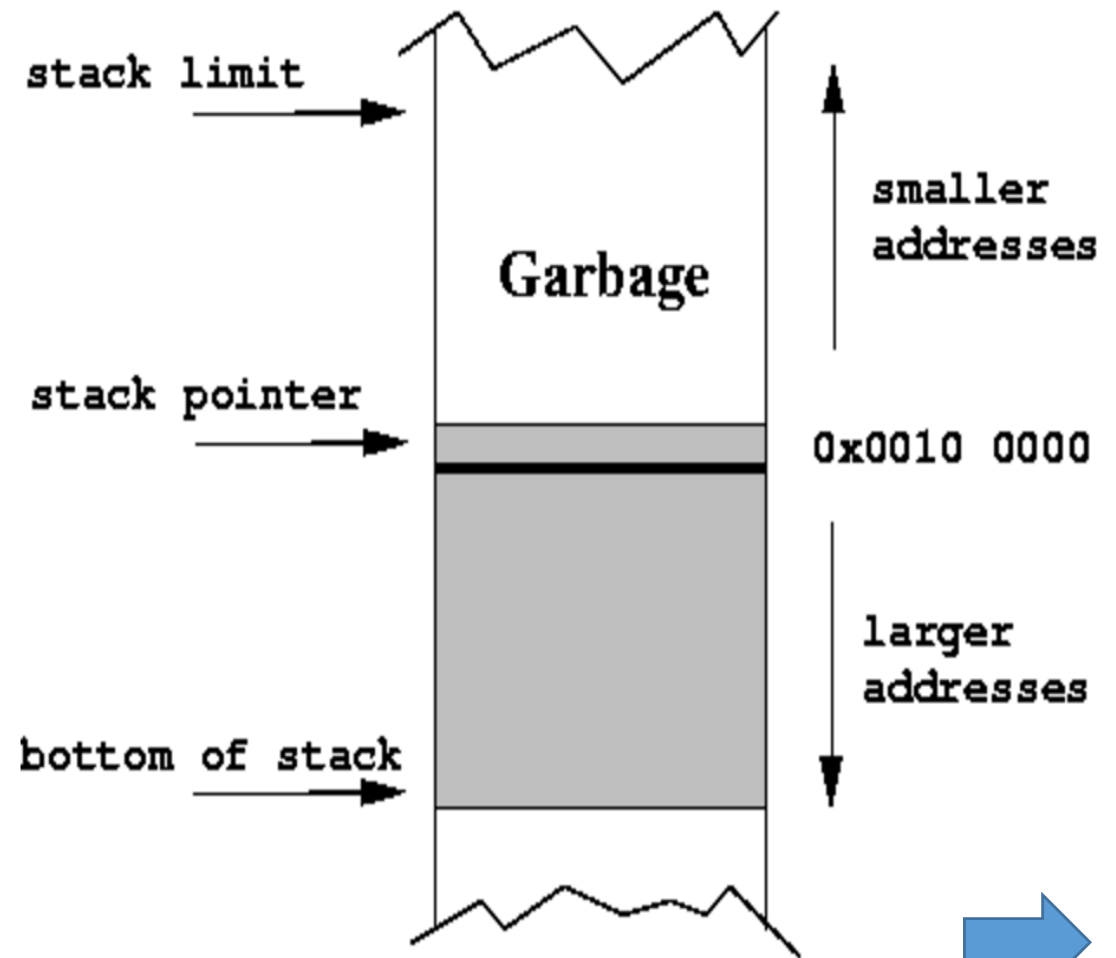 stack limit
smaller
addresses
Garbage
stack pointer
0x0010 0000
larger
addresses
bottom of stack